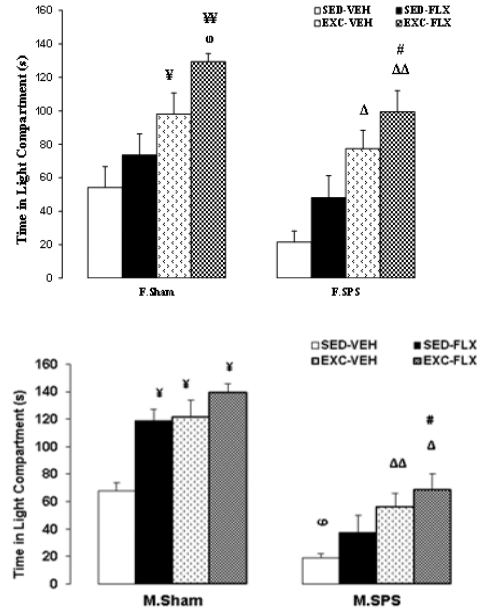 SED-VEH SED-FLX
EXC-VEH EXC-FLX
Time in Light Compartment (s)
160
140
120
100
80
60
40
20
0
¥
¥¥
φ
Δ
#
ΔΔ
F.Sham F.SPS
SED-VEH SED-FLX
EXC-VEH EXC-FLX
Time in Light Compartment (s)
160
140
120
100
80
60
40
20
0
¥ ¥ ¥
φ
ΔΔ
#
Δ
M.Sham M.SPS